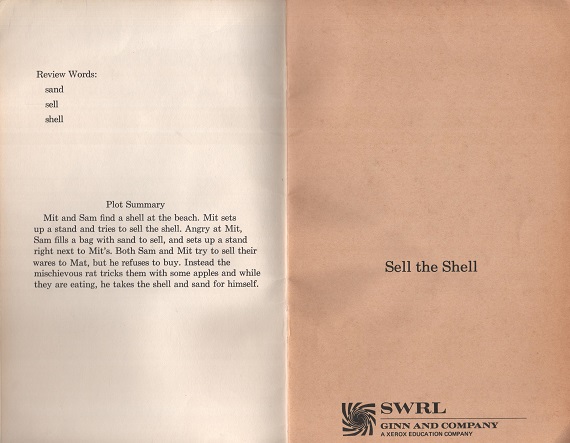 Review Words:
sand
sell
shell
Plot Summary
Mit and Sam find a shell at the beach. Mit sets
up a stand and tries to sell the shell. Angry at Mit,
Sam fills a bag with sand to sell, and sets up a stand
right next to Mit's. Both Sam and Mit try to sell their
wares to Mat, but he refuses to buy. Instead the
mischievous rat tricks them with some apples and while
they are eating, he takes the shell and sand for himself.
Sell the Shell
SWRL
GINN AND COMPANY
A XEROX EDUCATION COMPANY